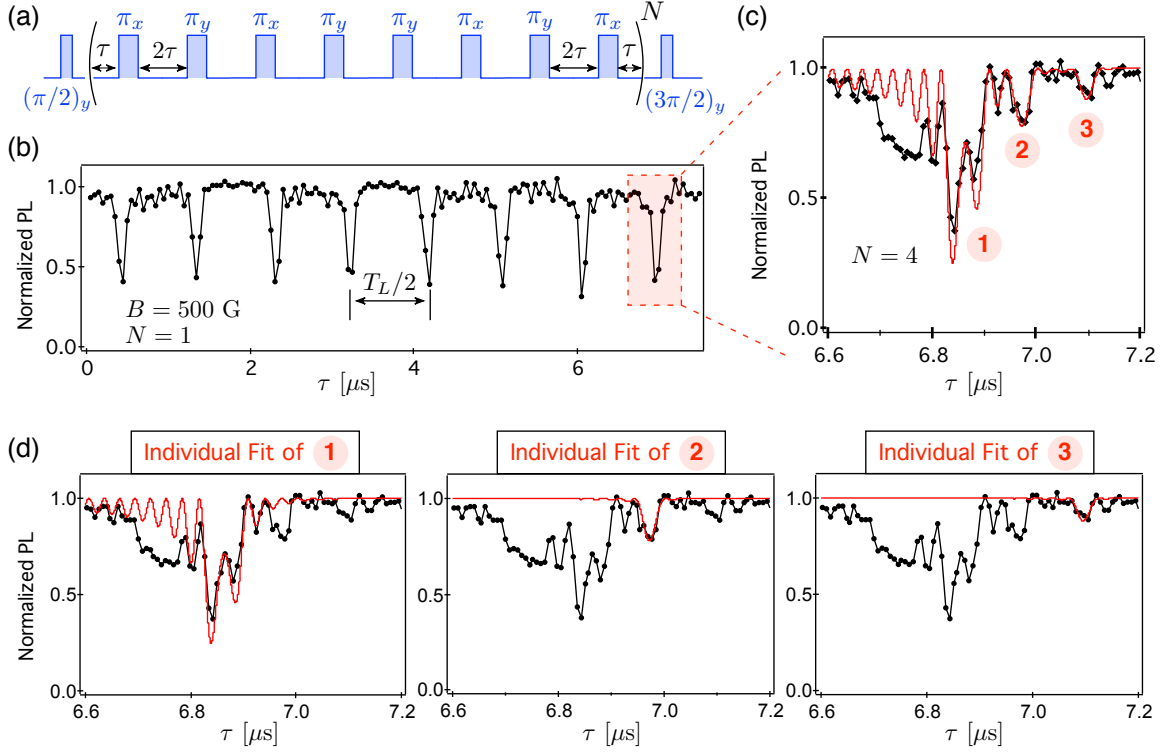 (a)
π_x π_y π_x π_y π_y π_x π_y π_x N
τ 2τ 2τ τ
(π/2)_y (3π/2)_y
(b)
Normalized PL
1.0
0.5
0.0
T_L/2
B = 500 G
N = 1
0 2 4 6
τ [μs]
(c)
Normalized PL
1.0
0.5
0.0
3
2
1
N = 4
6.6 6.8 7.0 7.2
τ [μs]
(d)
Individual Fit of 1
Individual Fit of 2
Individual Fit of 3
Normalized PL
1.0
0.5
0.0
6.6 6.8 7.0 7.2
τ [μs]
1.0
0.5
0.0
6.6 6.8 7.0 7.2
τ [μs]
1.0
0.5
0.0
6.6 6.8 7.0 7.2
τ [μs]